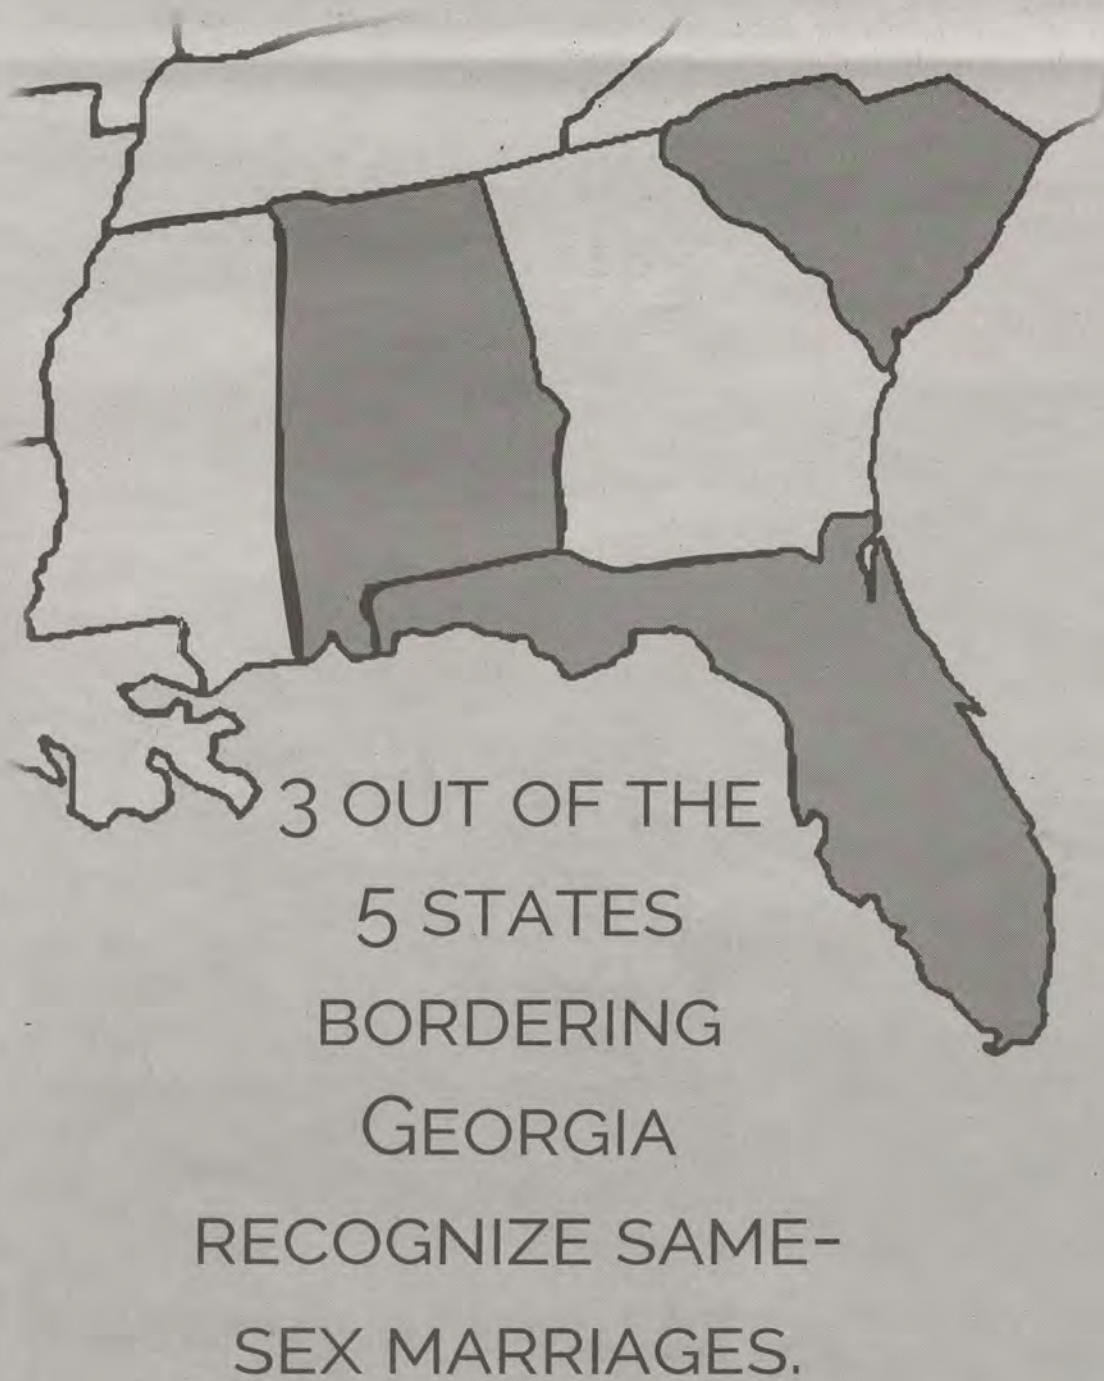 3 OUT OF THE
5 STATES
BORDERING
GEORGIA
RECOGNIZE SAME-
SEX MARRIAGES.